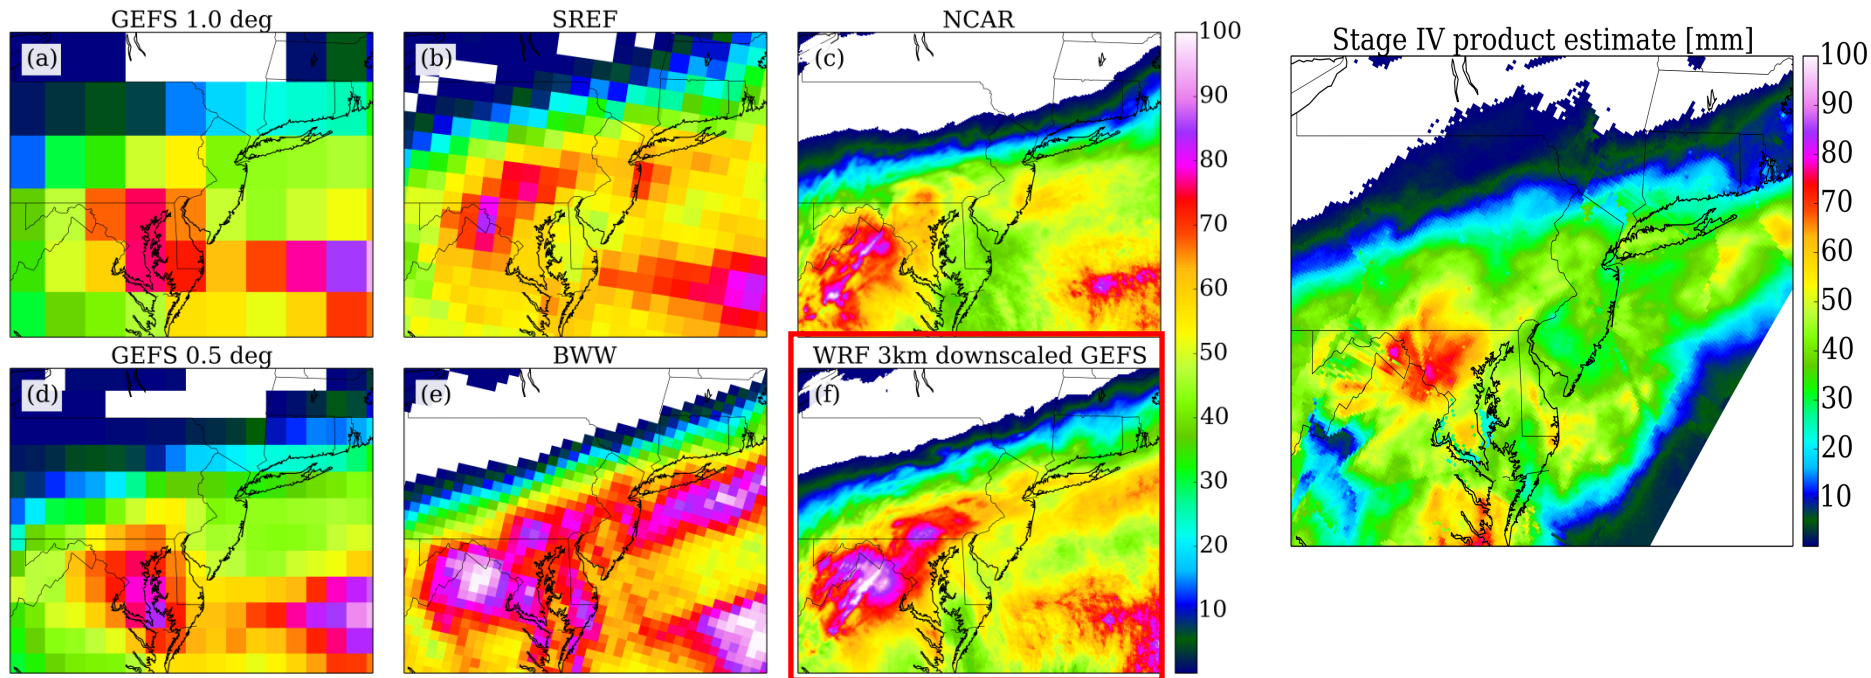 GEFS 1.0 deg
SREF
NCAR
(a)
(b)
(c)
100
90
80
70
60
50
40
30
20
10
GEFS 0.5 deg
BWW
WRF 3km downscaled GEFS
(d)
(e)
(f)
Stage IV product estimate [mm]
100
90
80
70
60
50
40
30
20
10